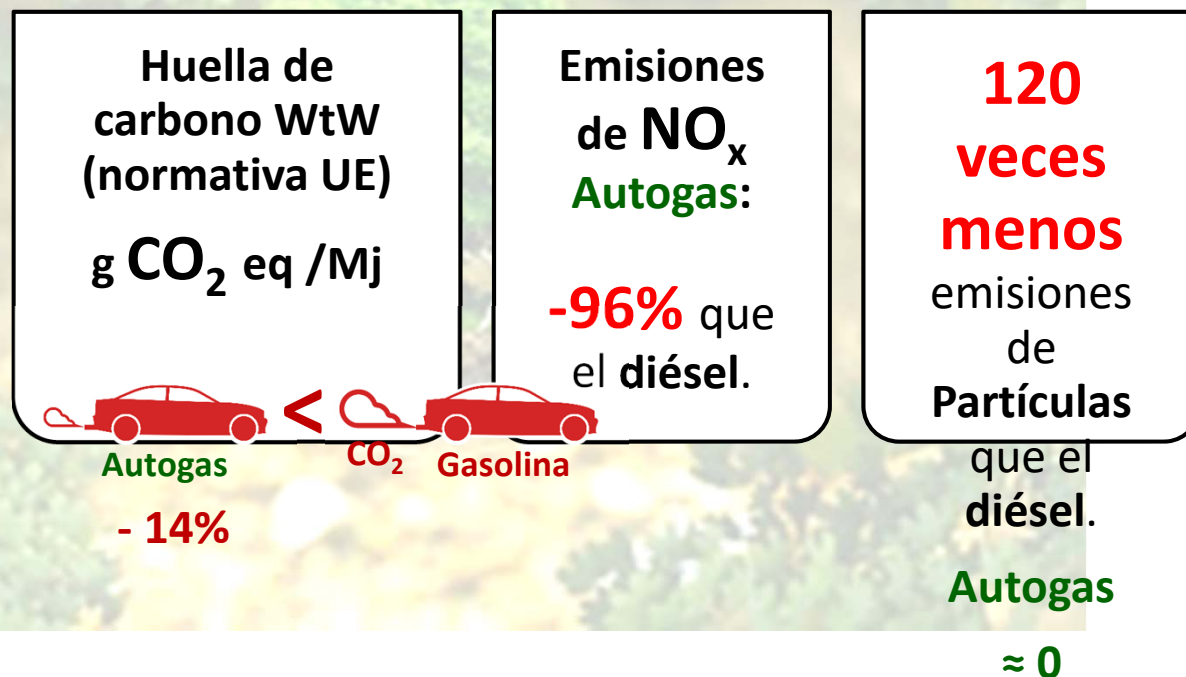 Huella de
carbono WtW
(normativa UE)
g CO₂ eq /Mj
<
CO₂
Autogas
Gasolina
- 14%
Emisiones
de NOₓ
Autogas:
-96% que
el diésel.
120
veces
menos
emisiones
de
Partículas
que el
diésel.
Autogas
≈ 0